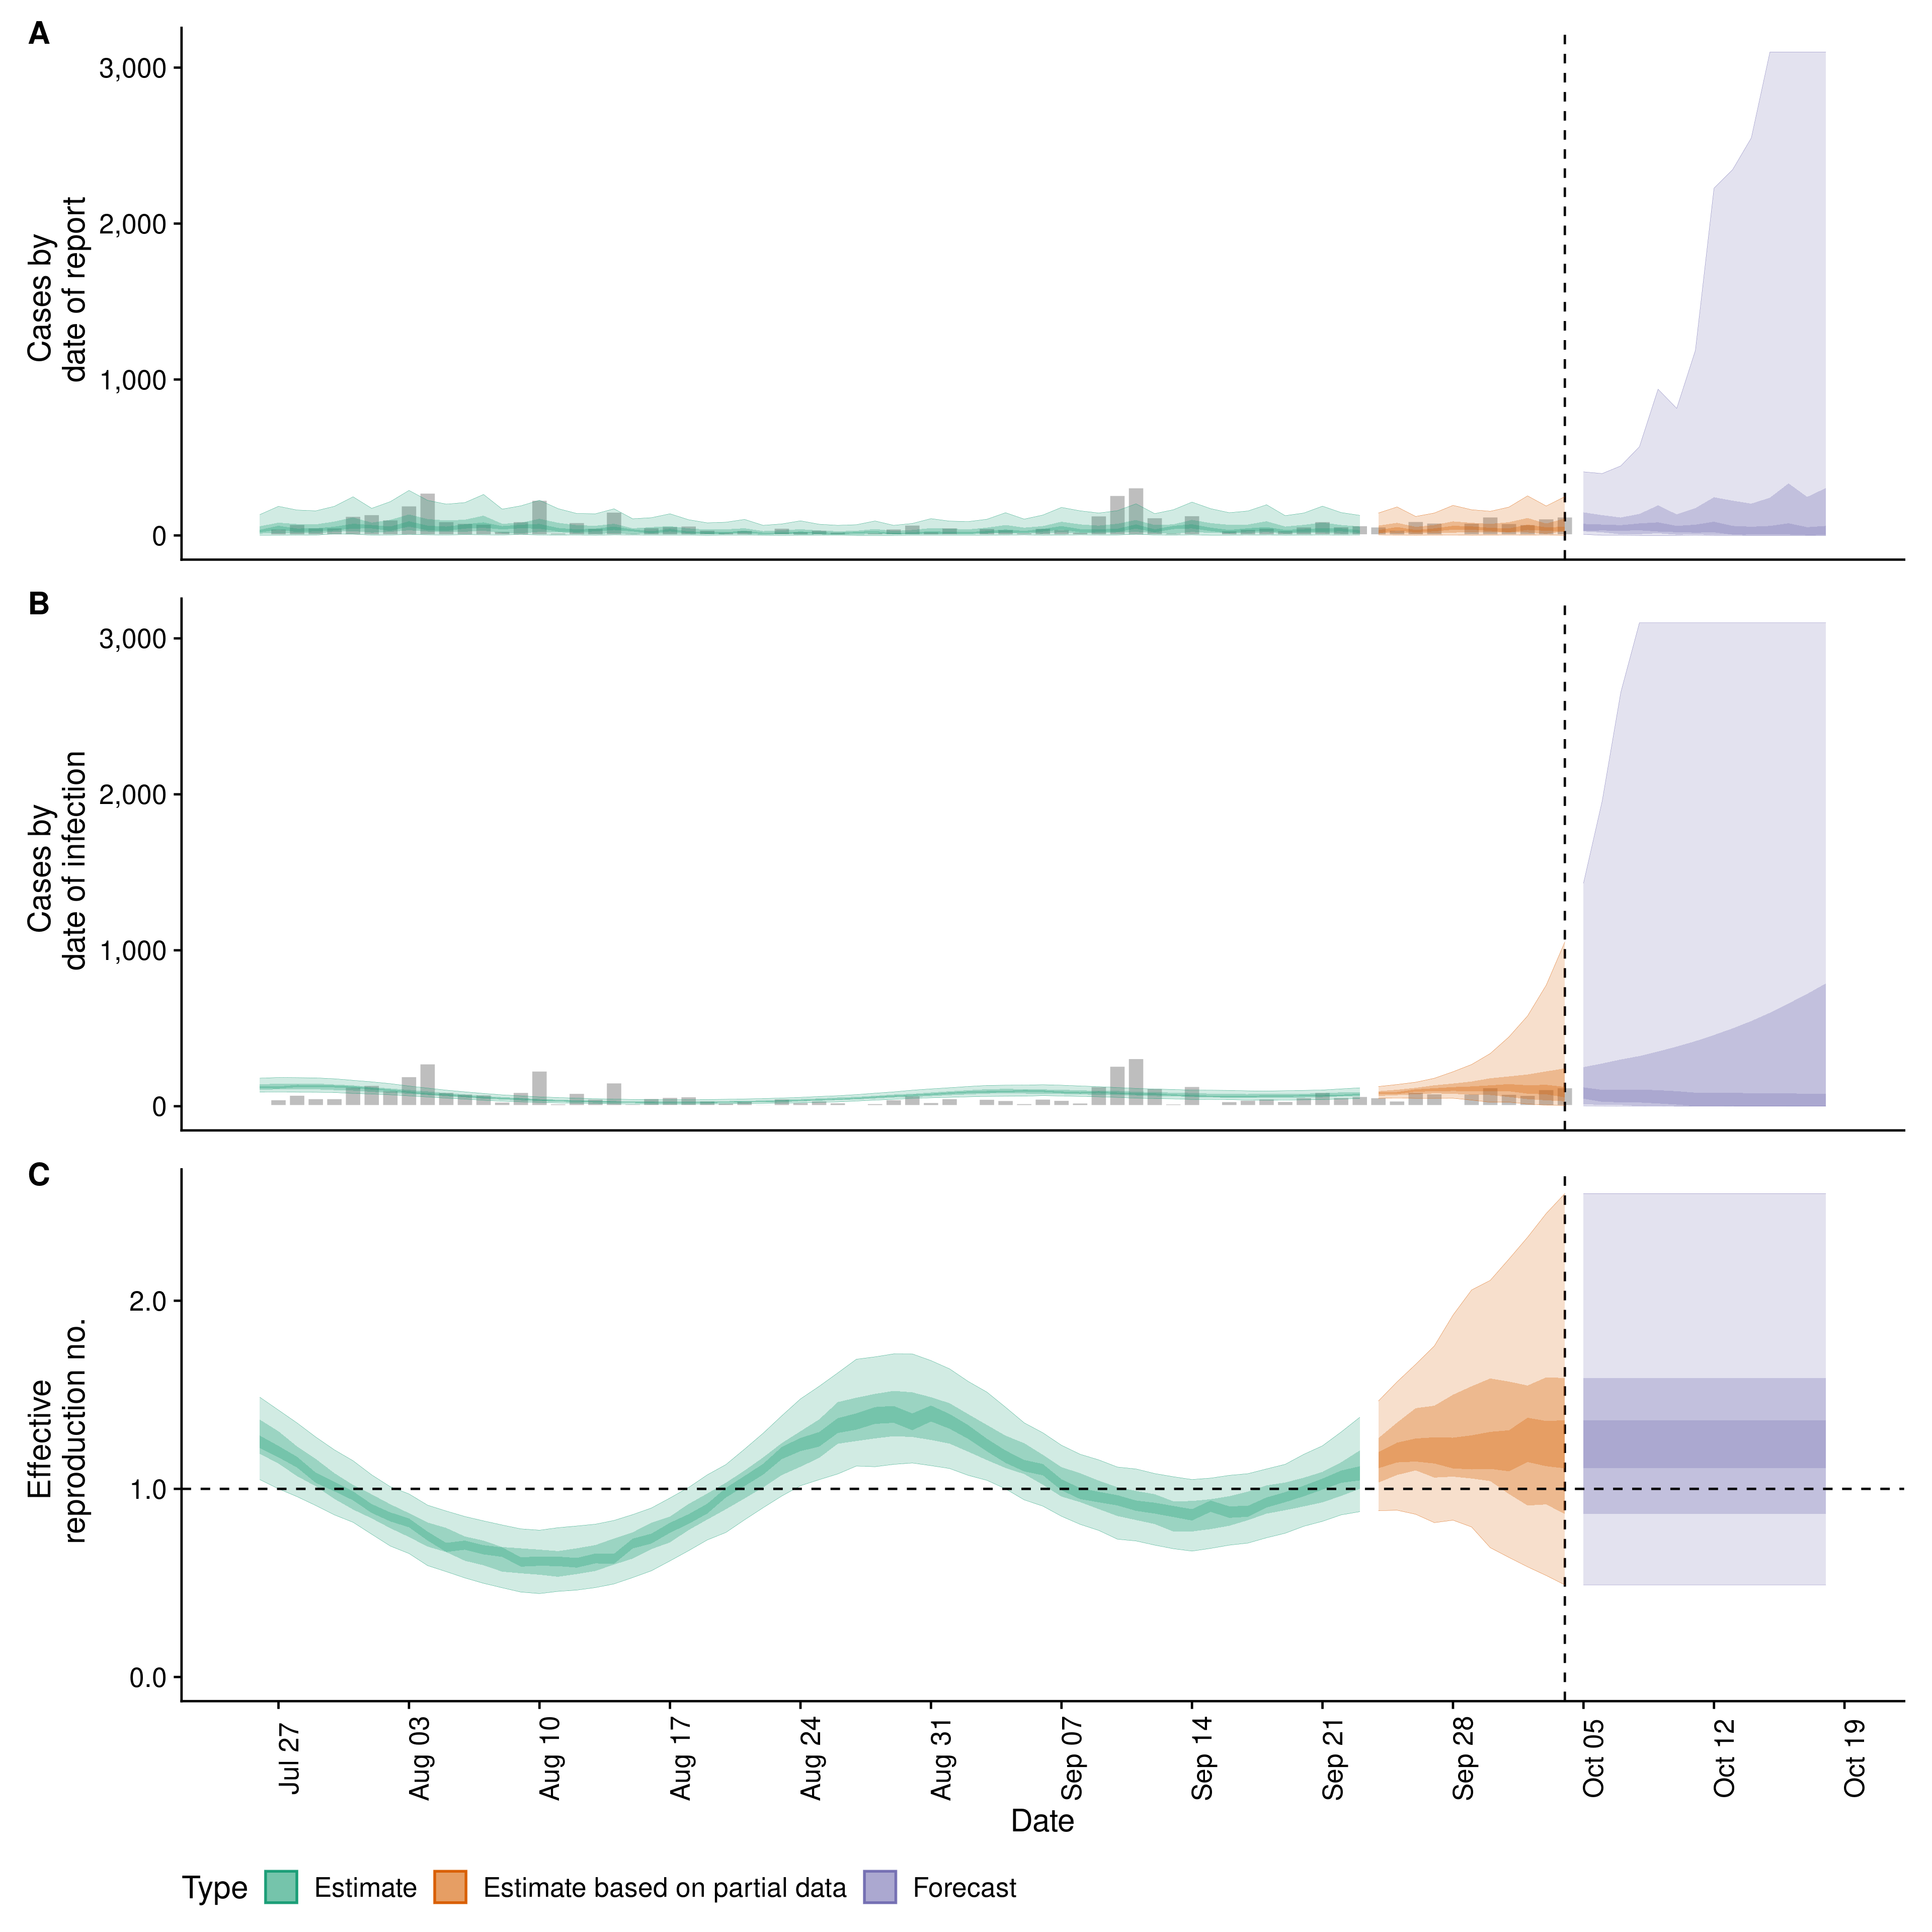 A
Cases by
date of report
3,000
2,000
1,000
0
B
Cases by
date of infection
3,000
2,000
1,000
0
C
Effective
reproduction no.
2.0
1.0
0.0
Jul 27
Aug 03
Aug 10
Aug 17
Aug 24
Aug 31
Sep 07
Sep 14
Sep 21
Sep 28
Oct 05
Oct 12
Oct 19
Date
Type Estimate Estimate based on partial data Forecast